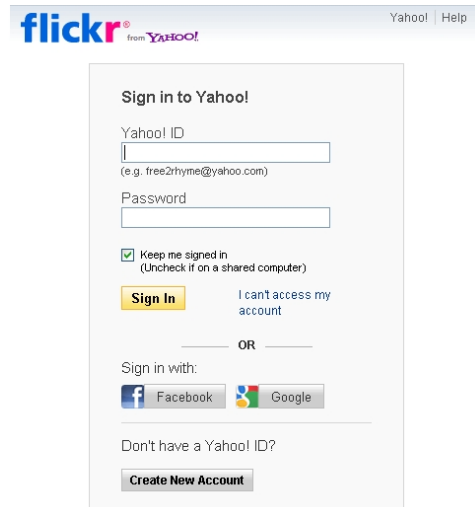 flickr® from YAHOO!
Yahoo! | Help
Sign in to Yahoo!
Yahoo! ID
(e.g. free2rhyme@yahoo.com)
Password
Keep me signed in
(Uncheck if on a shared computer)
Sign In
I can't access my
account
OR
Sign in with:
Facebook
Google
Don't have a Yahoo! ID?
Create New Account